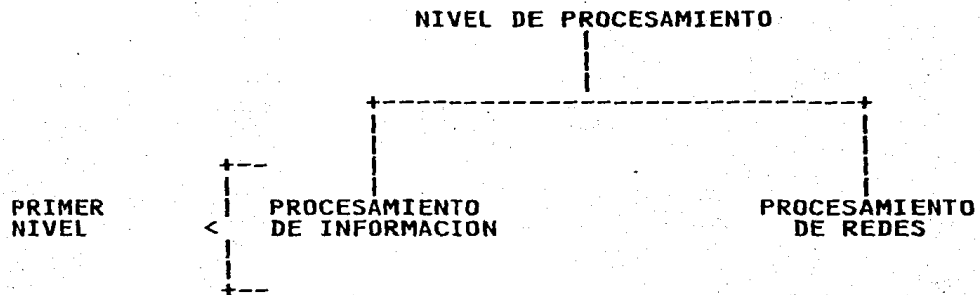 NIVEL DE PROCESAMIENTO
PRIMER NIVEL
PROCESAMIENTO DE INFORMACION
PROCESAMIENTO DE REDES